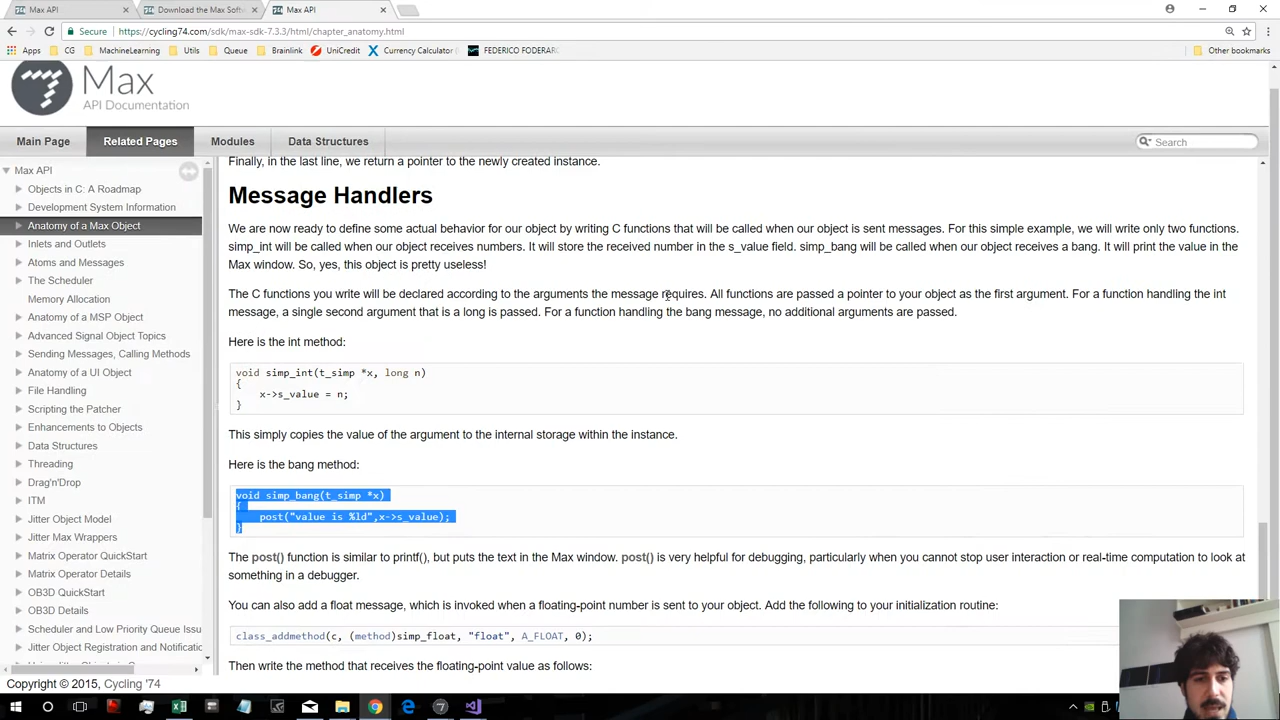 Max API
Download the Max Softw
Max API
Secure
https://cycling74.com/sdk/max-sdk-7.3.3/html/chapter_anatomy.html
Apps
CG
MachineLearning
Utils
Queue
Brainlink
UniCredit
Currency Calculator (
FEDERICO FODERARO
Other bookmarks
Max
API Documentation
Main Page
Related Pages
Modules
Data Structures
Search
Max API
Objects in C: A Roadmap
Development System Information
Anatomy of a Max Object
Inlets and Outlets
Atoms and Messages
The Scheduler
Memory Allocation
Anatomy of a MSP Object
Advanced Signal Object Topics
Sending Messages, Calling Methods
Anatomy of a UI Object
File Handling
Scripting the Patcher
Enhancements to Objects
Data Structures
Threading
Drag'n'Drop
ITM
Jitter Object Model
Jitter Max Wrappers
Matrix Operator QuickStart
Matrix Operator Details
OB3D QuickStart
OB3D Details
Scheduler and Low Priority Queue Issu
Jitter Object Registration and Notificatio
Finally, in the last line, we return a pointer to the newly created instance.
Message Handlers
We are now ready to define some actual behavior for our object by writing C functions that will be called when our object is sent messages. For this simple example, we will write only two functions.
simp_int will be called when our object receives numbers. It will store the received number in the s_value field. simp_bang will be called when our object receives a bang. It will print the value in the
Max window. So, yes, this object is pretty useless!
The C functions you write will be declared according to the arguments the message requires. All functions are passed a pointer to your object as the first argument. For a function handling the int
message, a single second argument that is a long is passed. For a function handling the bang message, no additional arguments are passed.
Here is the int method:
void simp_int(t_simp *x, long n)
{
x->s_value = n;
}
This simply copies the value of the argument to the internal storage within the instance.
Here is the bang method:
void simp_bang(t_simp *x)
{
post("value is %ld",x->s_value);
}
The post() function is similar to printf(), but puts the text in the Max window. post() is very helpful for debugging, particularly when you cannot stop user interaction or real-time computation to look at
something in a debugger.
You can also add a float message, which is invoked when a floating-point number is sent to your object. Add the following to your initialization routine:
class_addmethod(c, (method)simp_float, "float", A_FLOAT, 0);
Then write the method that receives the floating-point value as follows:
Copyright © 2015, Cycling '74